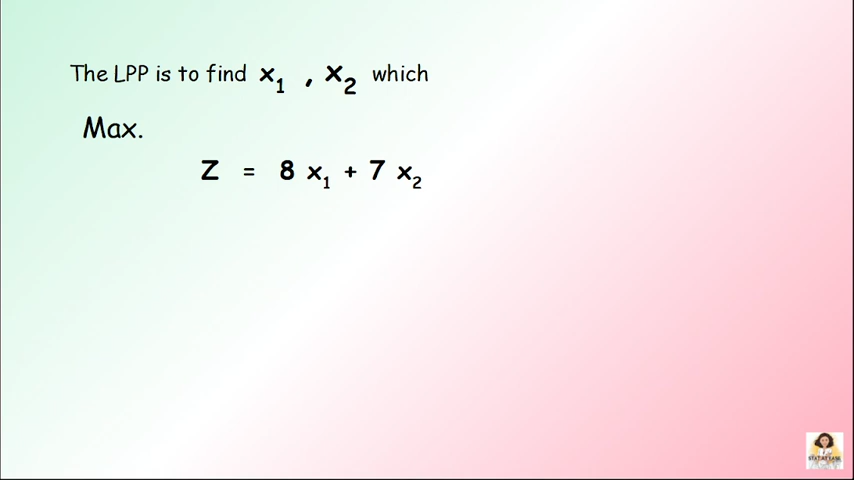 The LPP is to find x₁ , x₂ which
Max.
Z = 8 x₁ + 7 x₂